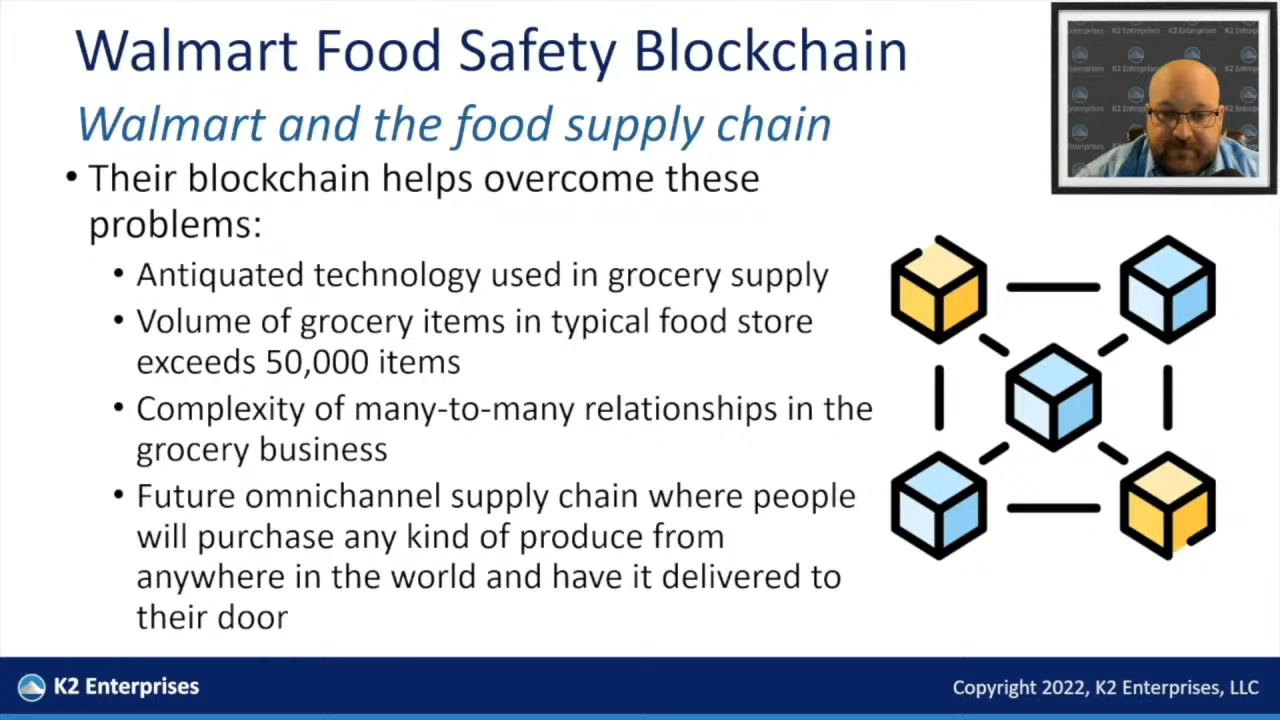 Walmart Food Safety Blockchain
Walmart and the food supply chain
• Their blockchain helps overcome these
problems:
• Antiquated technology used in grocery supply
• Volume of grocery items in typical food store
exceeds 50,000 items
• Complexity of many-to-many relationships in the
grocery business
• Future omnichannel supply chain where people
will purchase any kind of produce from
anywhere in the world and have it delivered to
their door
K2 Enterprises
Copyright 2022, K2 Enterprises, LLC
K2 Enterprises